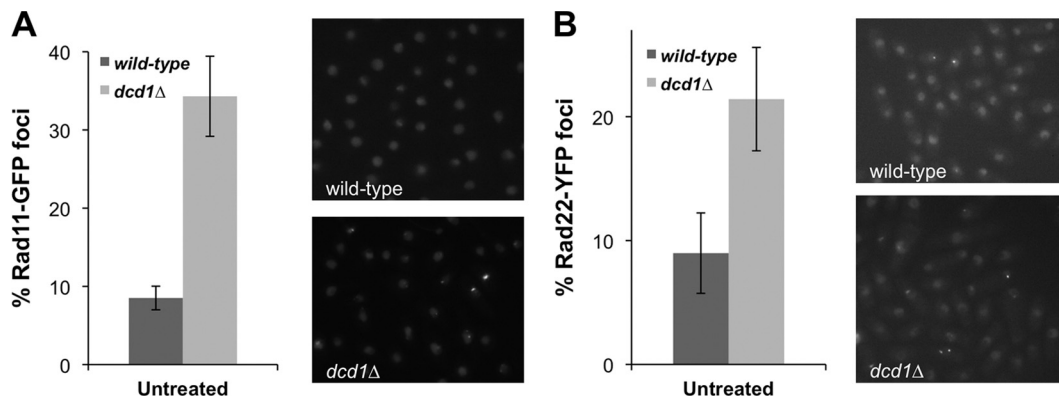 A
% Rad11-GFP foci
40
30
20
10
0
wild-type
dcd1Δ
Untreated
wild-type
dcd1Δ
B
% Rad22-YFP foci
20
10
0
wild-type
dcd1Δ
Untreated
wild-type
dcd1Δ